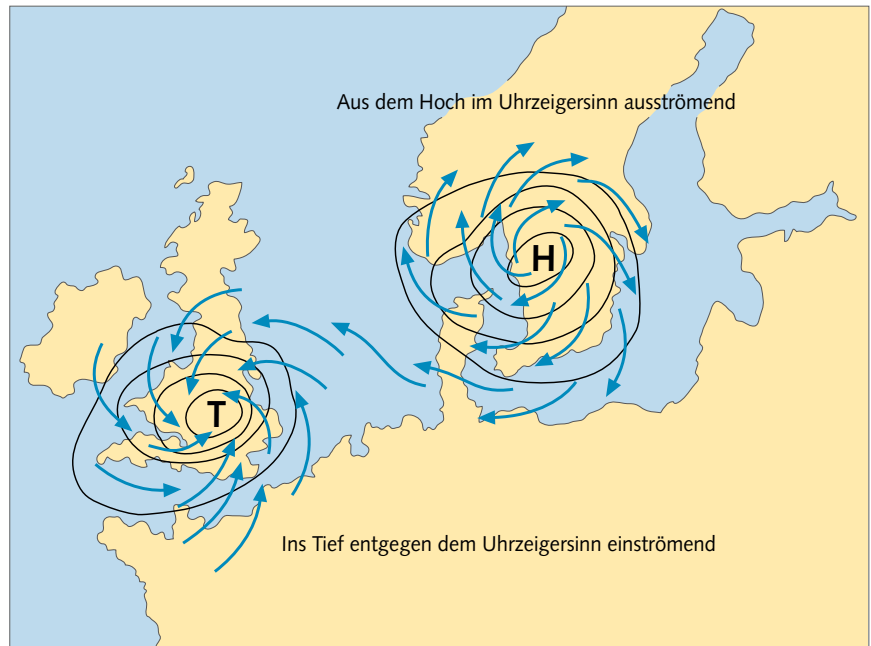 Aus dem Hoch im Uhrzeigersinn ausströmend
H
T
Ins Tief entgegen dem Uhrzeigersinn einströmend